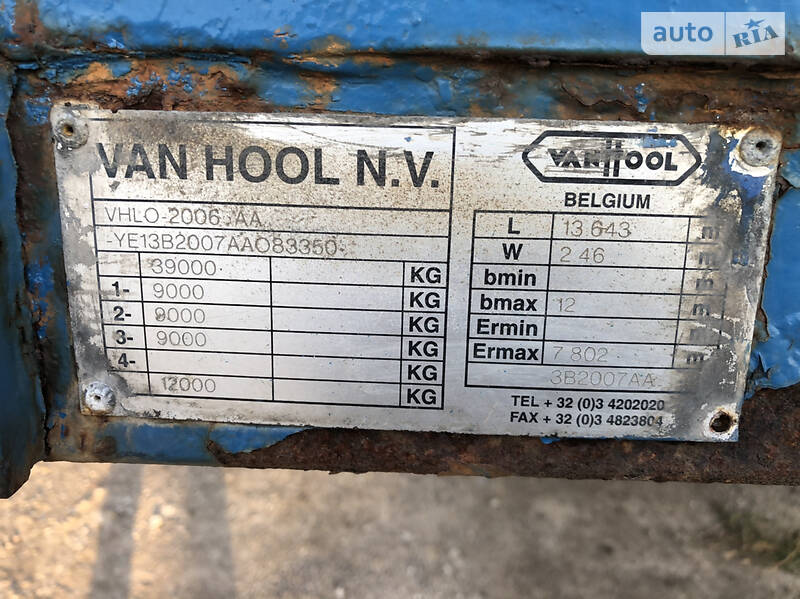 auto RIA
VAN HOOL N.V.
VHLO-2006 AA
-YE13B2007AAO83350-
39000 KG
1- 9000 KG
2- 9000 KG
3- 9000 KG
4- KG
12000 KG
VANHOOL
BELGIUM
L 13 643 m
W 2 46 m
bmin m
bmax 12 m
Ermin m
Ermax 7 802 m
3B2007AA
TEL + 32 (0)3 4202020
FAX + 32 (0)3 4823804